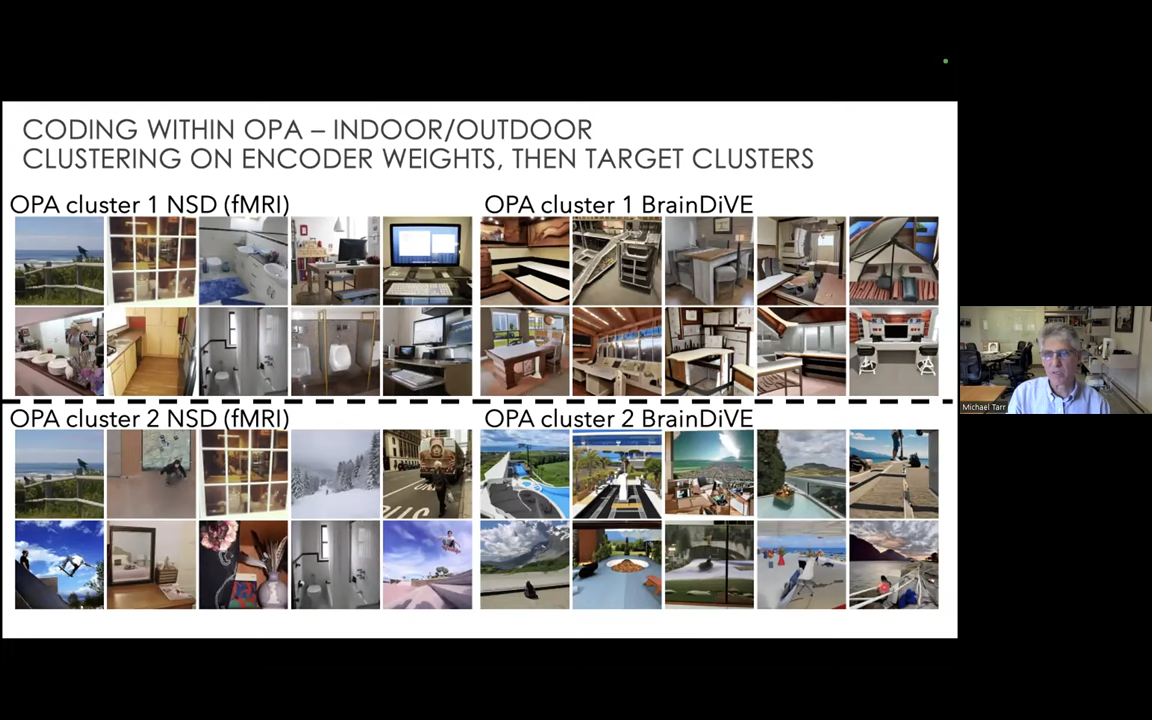 CODING WITHIN OPA – INDOOR/OUTDOOR
CLUSTERING ON ENCODER WEIGHTS, THEN TARGET CLUSTERS
OPA cluster 1 NSD (fMRI)
OPA cluster 1 BrainDiVE
OPA cluster 2 NSD (fMRI)
OPA cluster 2 BrainDiVE
Michael Tarr